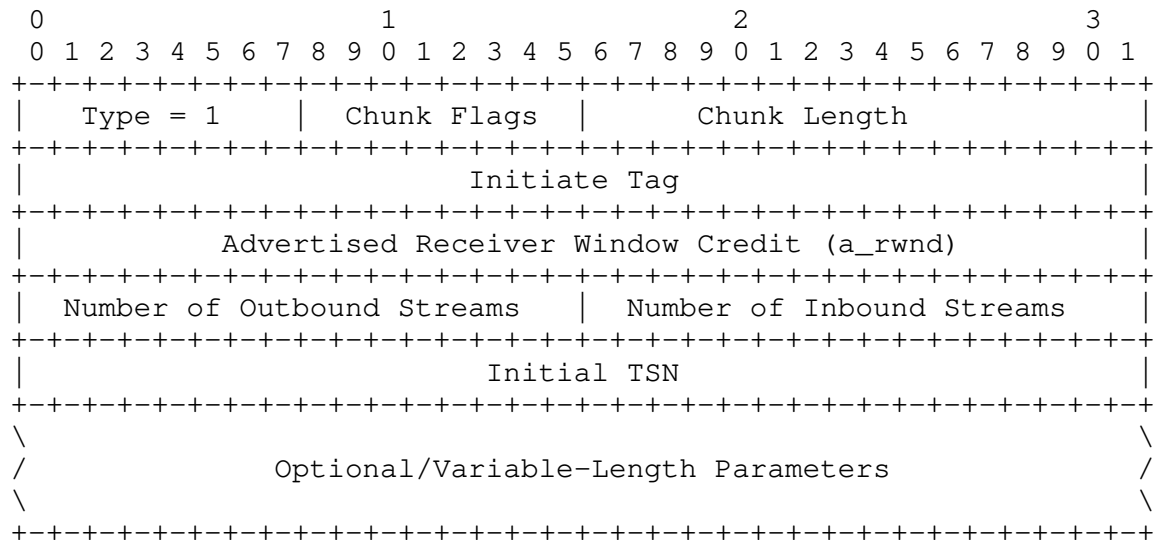 0                   1                   2                   3
 0 1 2 3 4 5 6 7 8 9 0 1 2 3 4 5 6 7 8 9 0 1 2 3 4 5 6 7 8 9 0 1
+-+-+-+-+-+-+-+-+-+-+-+-+-+-+-+-+-+-+-+-+-+-+-+-+-+-+-+-+-+-+-+-+
|   Type = 1    |  Chunk Flags  |      Chunk Length             |
+-+-+-+-+-+-+-+-+-+-+-+-+-+-+-+-+-+-+-+-+-+-+-+-+-+-+-+-+-+-+-+-+
|                         Initiate Tag                          |
+-+-+-+-+-+-+-+-+-+-+-+-+-+-+-+-+-+-+-+-+-+-+-+-+-+-+-+-+-+-+-+-+
|           Advertised Receiver Window Credit (a_rwnd)          |
+-+-+-+-+-+-+-+-+-+-+-+-+-+-+-+-+-+-+-+-+-+-+-+-+-+-+-+-+-+-+-+-+
|  Number of Outbound Streams   |  Number of Inbound Streams    |
+-+-+-+-+-+-+-+-+-+-+-+-+-+-+-+-+-+-+-+-+-+-+-+-+-+-+-+-+-+-+-+-+
|                          Initial TSN                          |
+-+-+-+-+-+-+-+-+-+-+-+-+-+-+-+-+-+-+-+-+-+-+-+-+-+-+-+-+-+-+-+-+
\                                                               \
/              Optional/Variable-Length Parameters              /
\                                                               \
+-+-+-+-+-+-+-+-+-+-+-+-+-+-+-+-+-+-+-+-+-+-+-+-+-+-+-+-+-+-+-+-+